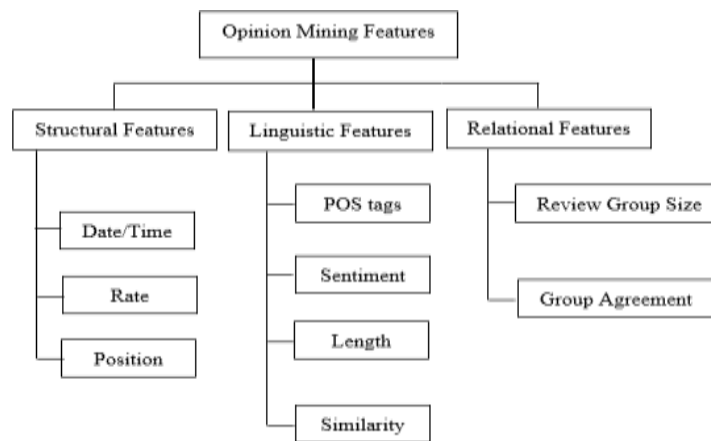 Opinion Mining Features
Structural Features
Linguistic Features
Relational Features
Date/Time
Rate
Position
POS tags
Sentiment
Length
Similarity
Review Group Size
Group Agreement